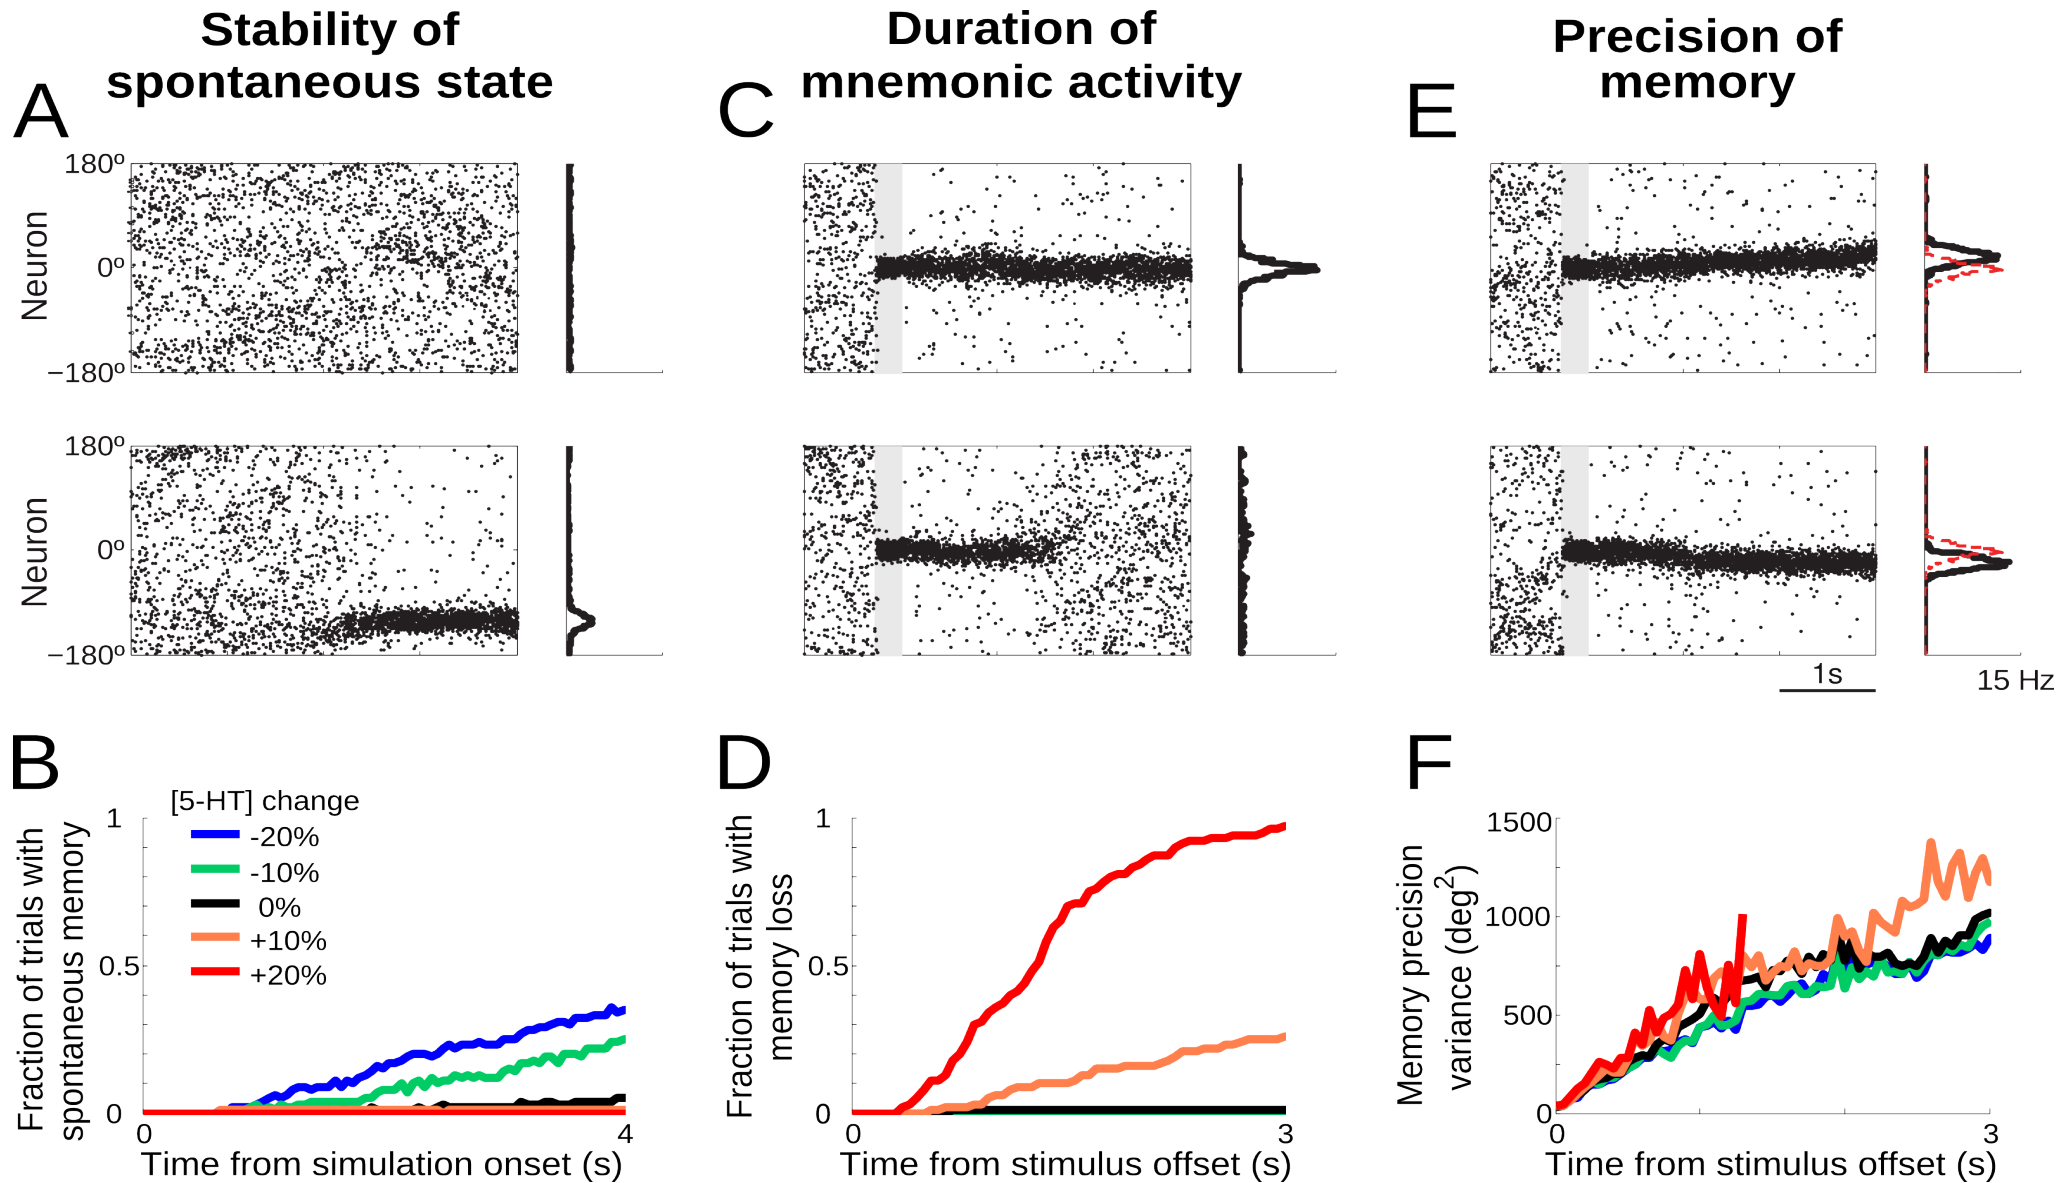 Stability of
spontaneous state
Duration of
mnemonic activity
Precision of
memory
A
C
E
180º
0º
−180º
Neuron
180º
0º
−180º
Neuron
1s
15 Hz
B
D
F
[5-HT] change
-20%
-10%
0%
+10%
+20%
Fraction of trials with
spontaneous memory
1
0.5
0
0
4
Time from simulation onset (s)
Fraction of trials with
memory loss
1
0.5
0
0
3
Time from stimulus offset (s)
Memory precision
variance (deg²)
1500
1000
500
0
0
3
Time from stimulus offset (s)